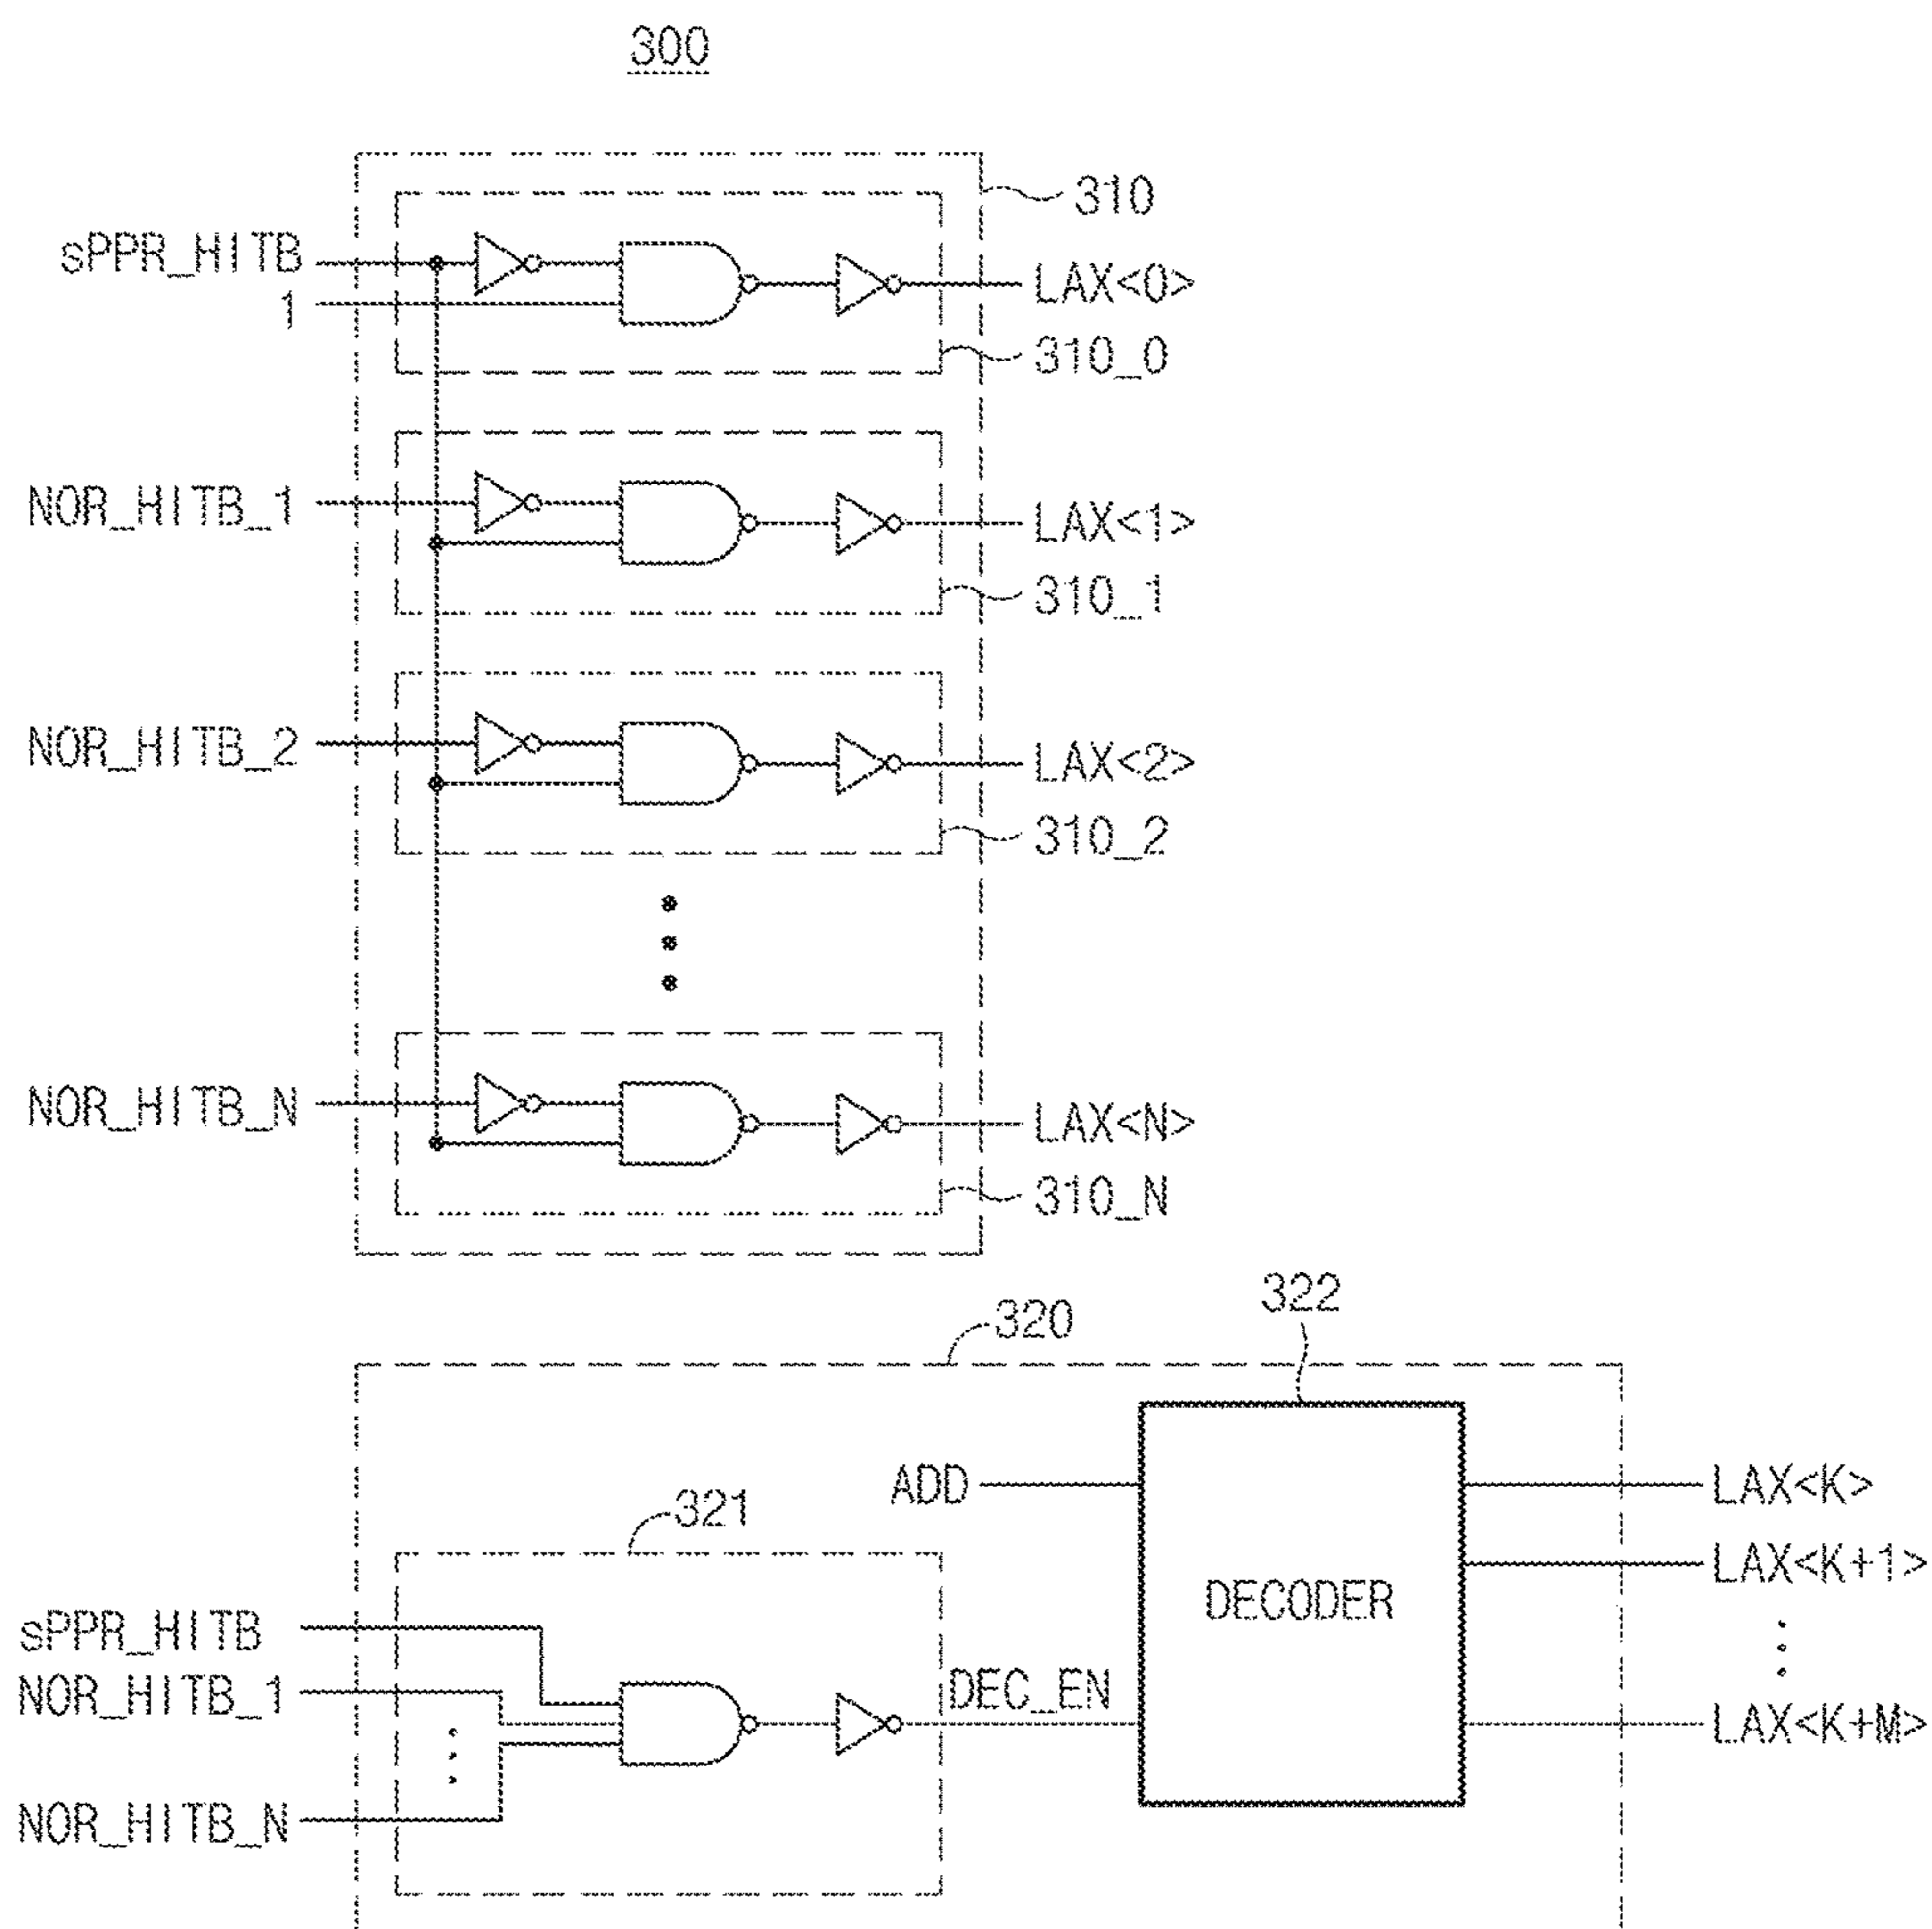 300
310
sPPR_HITB
1
LAX<0>
310_0
NOR_HITB_1
LAX<1>
310_1
NOR_HITB_2
LAX<2>
310_2
NOR_HITB_N
LAX<N>
310_N
320
322
ADD
LAX<K>
321
LAX<K+1>
DECODER
sPPR_HITB
NOR_HITB_1
DEC_EN
LAX<K+M>
NOR_HITB_N